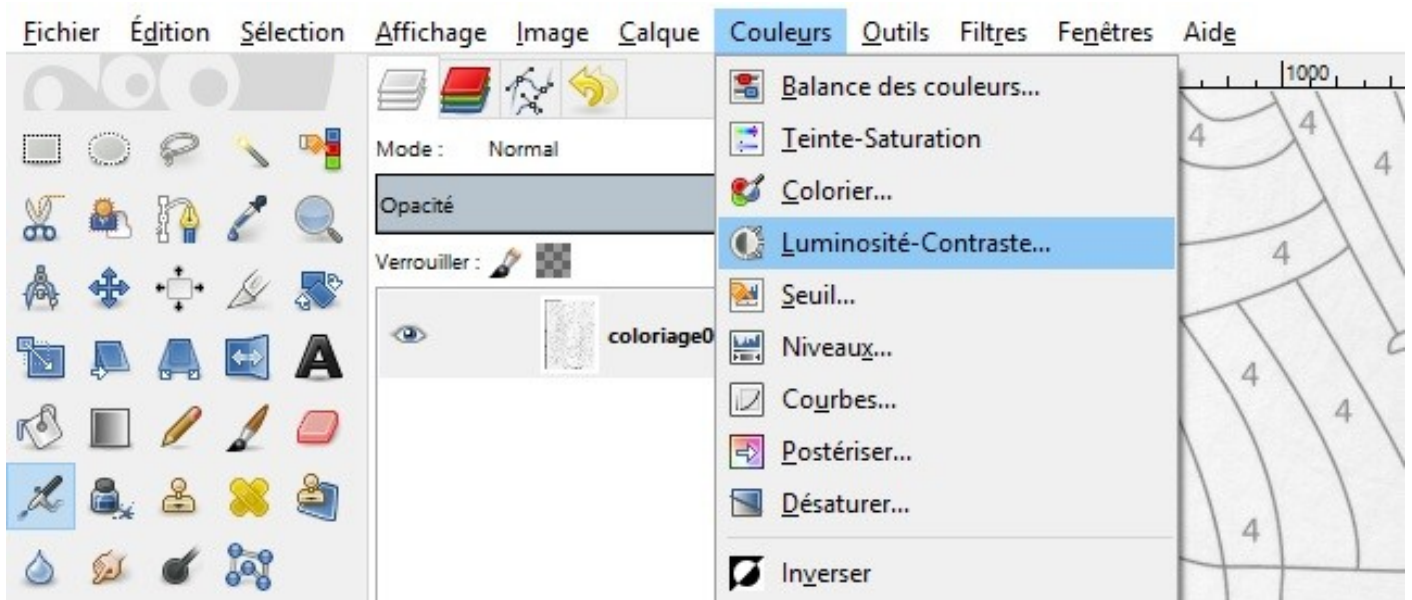 Fichier Édition Sélection Affichage Image Calque Couleurs Outils Filtres Fenêtres Aide
Mode : Normal
Opacité
Verrouiller :
coloriage0
Balance des couleurs...
Teinte-Saturation
Colorier...
Luminosité-Contraste...
Seuil...
Niveaux...
Courbes...
Postériser...
Désaturer...
Inverser
1000
4 4
4
4
4
4
4